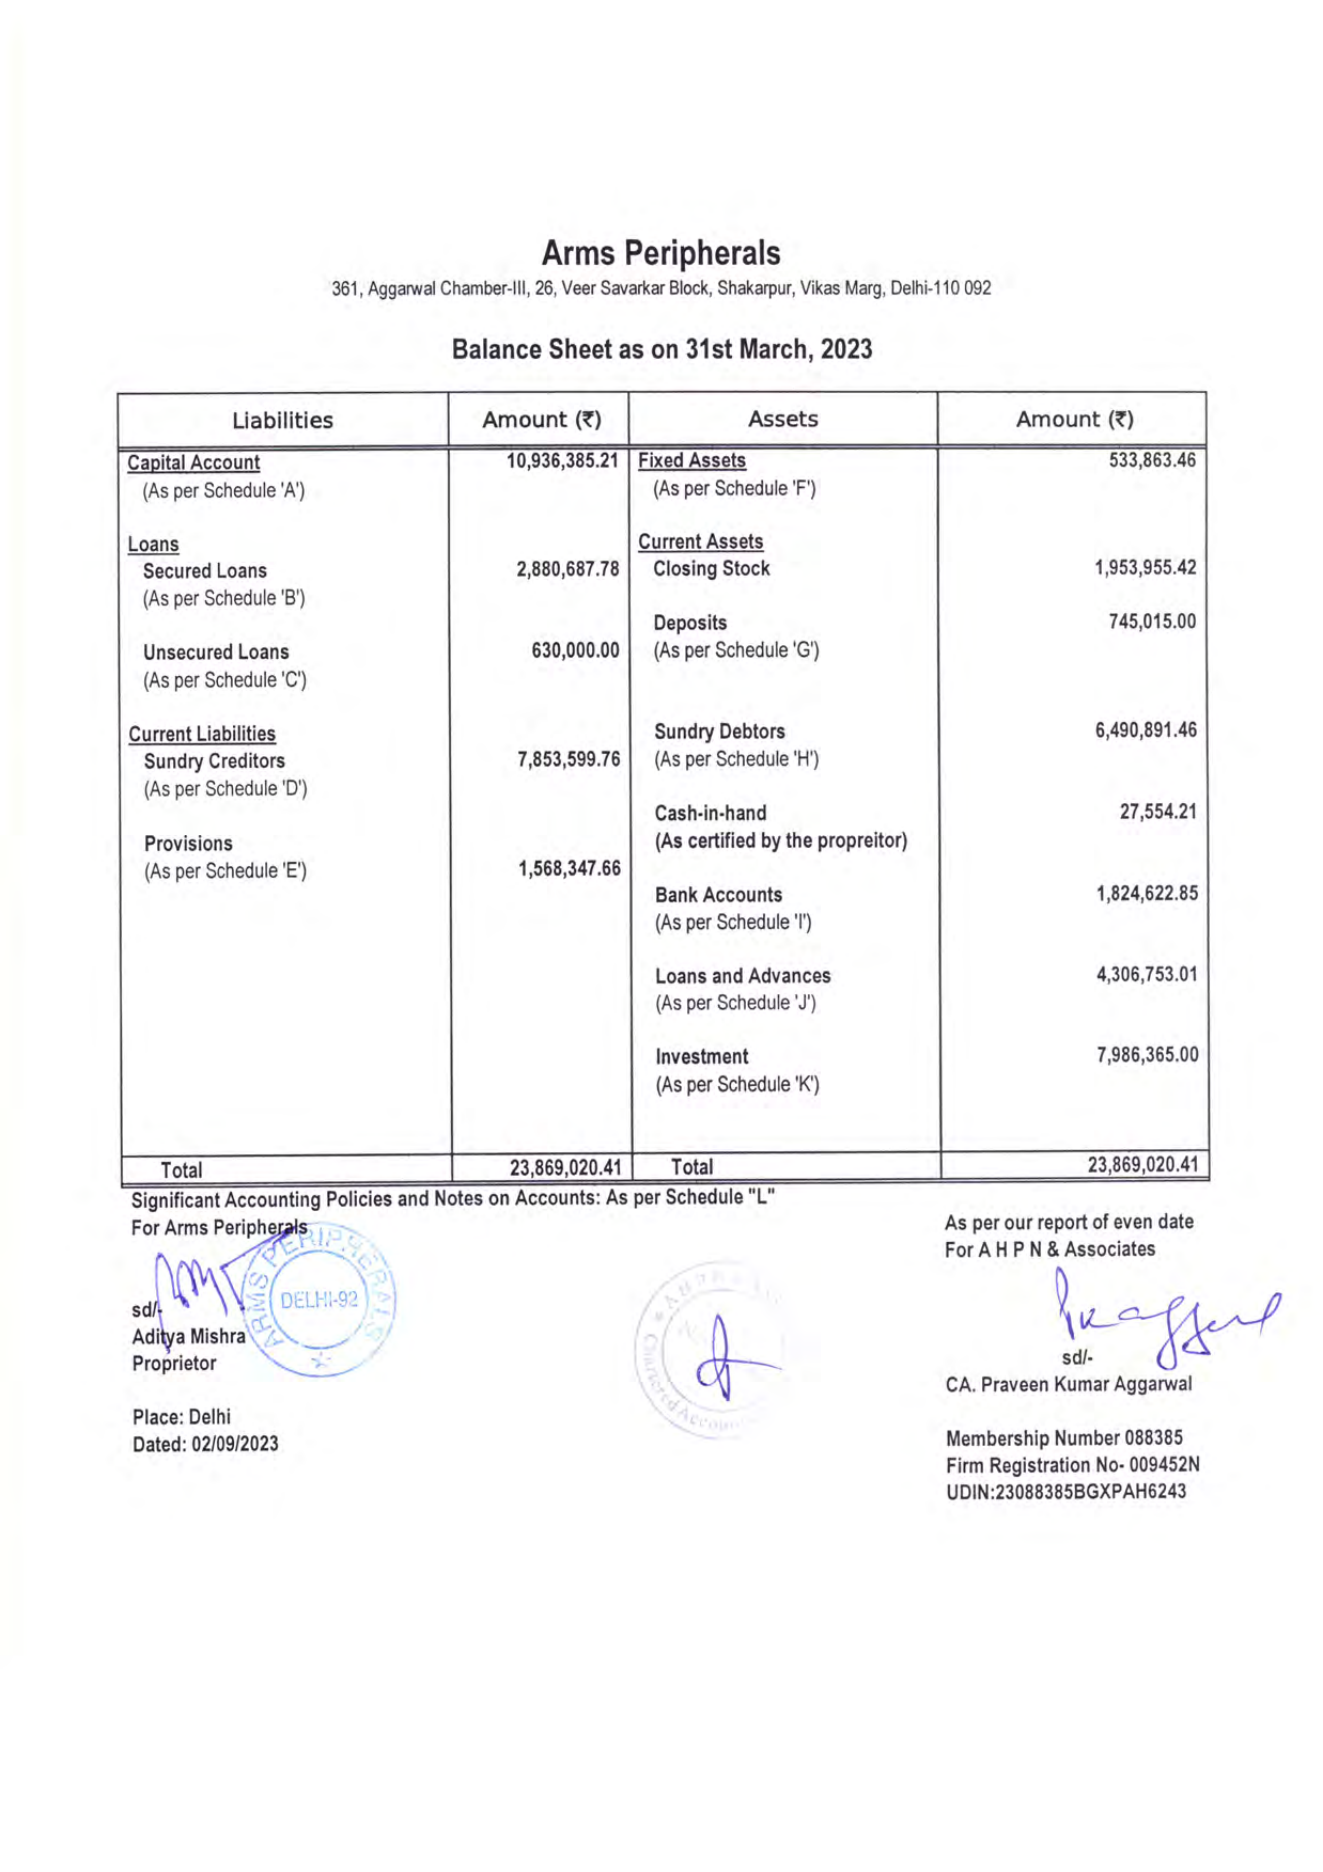 Arms Peripherals
361, Aggarwal Chamber-III, 26, Veer Savarkar Block, Shakarpur, Vikas Marg, Delhi-110 092
Balance Sheet as on 31st March, 2023
Liabilities Amount (₹) Assets Amount (₹)
Capital Account 10,936,385.21 Fixed Assets 533,863.46
(As per Schedule 'A') (As per Schedule 'F')
Loans Current Assets
Secured Loans 2,880,687.78 Closing Stock 1,953,955.42
(As per Schedule 'B')
Deposits 745,015.00
Unsecured Loans 630,000.00 (As per Schedule 'G')
(As per Schedule 'C')
Current Liabilities Sundry Debtors 6,490,891.46
Sundry Creditors 7,853,599.76 (As per Schedule 'H')
(As per Schedule 'D')
Cash-in-hand 27,554.21
Provisions (As certified by the propreitor)
(As per Schedule 'E') 1,568,347.66
Bank Accounts 1,824,622.85
(As per Schedule 'I')
Loans and Advances 4,306,753.01
(As per Schedule 'J')
Investment 7,986,365.00
(As per Schedule 'K')
Total 23,869,020.41 Total 23,869,020.41
Significant Accounting Policies and Notes on Accounts: As per Schedule "L"
For Arms Peripherals
ARMS PERIPHERALS
DELHI-92
sd/-
Aditya Mishra
Proprietor
Place: Delhi
Dated: 02/09/2023
Chartered
As per our report of even date
For A H P N & Associates
sd/-
CA. Praveen Kumar Aggarwal
Membership Number 088385
Firm Registration No- 009452N
UDIN:23088385BGXPAH6243